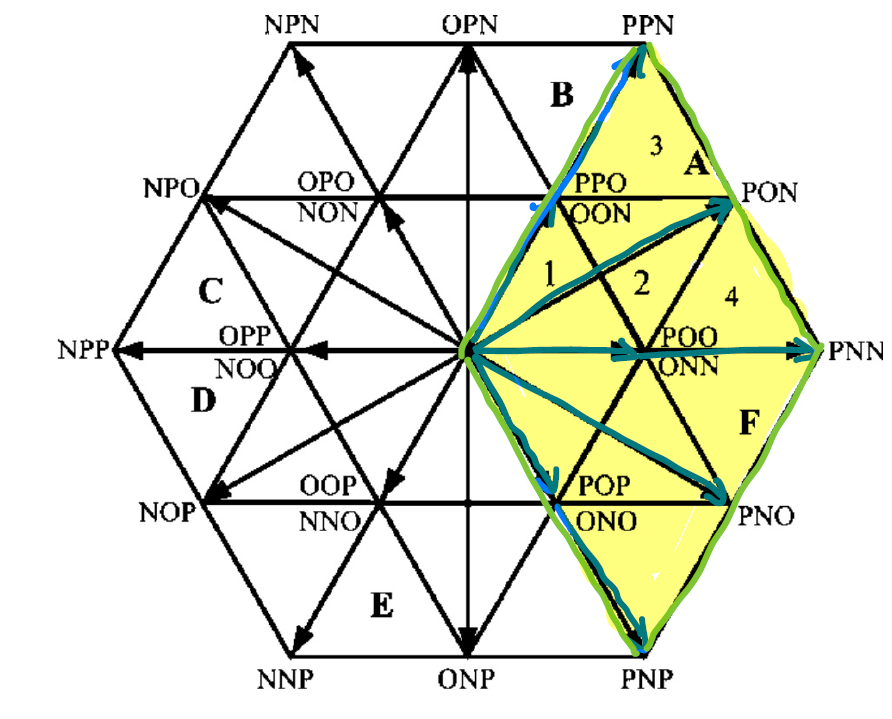 NPN OPN PPN
B
3
A
NPO OPO PPO PON
NON OON
1 2
C 4
NPP OPP POO PNN
NOO ONN
D F
NOP OOP POP PNO
NNO ONO
E
NNP ONP PNP